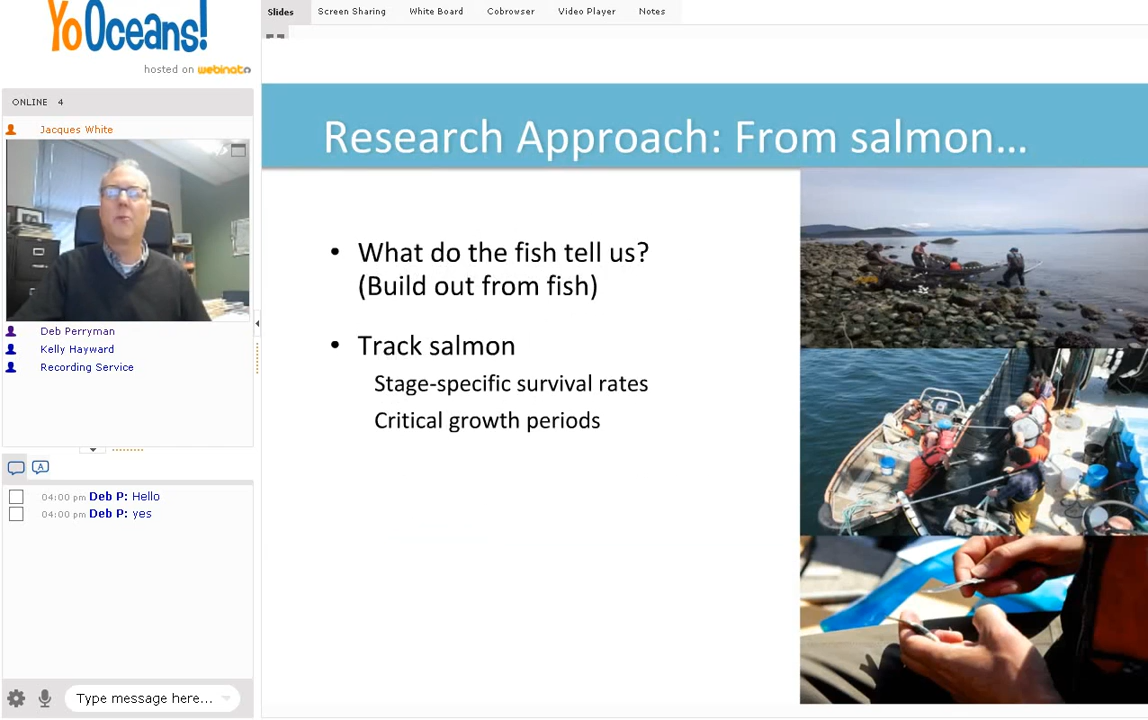 YoOceans!
hosted on webinato
ONLINE 4
Jacques White
Deb Perryman
Kelly Hayward
Recording Service
04:00 pm Deb P: Hello
04:00 pm Deb P: yes
Type message here...
Slides Screen Sharing White Board Cobrowser Video Player Notes
Research Approach: From salmon...
• What do the fish tell us?
(Build out from fish)
• Track salmon
Stage-specific survival rates
Critical growth periods